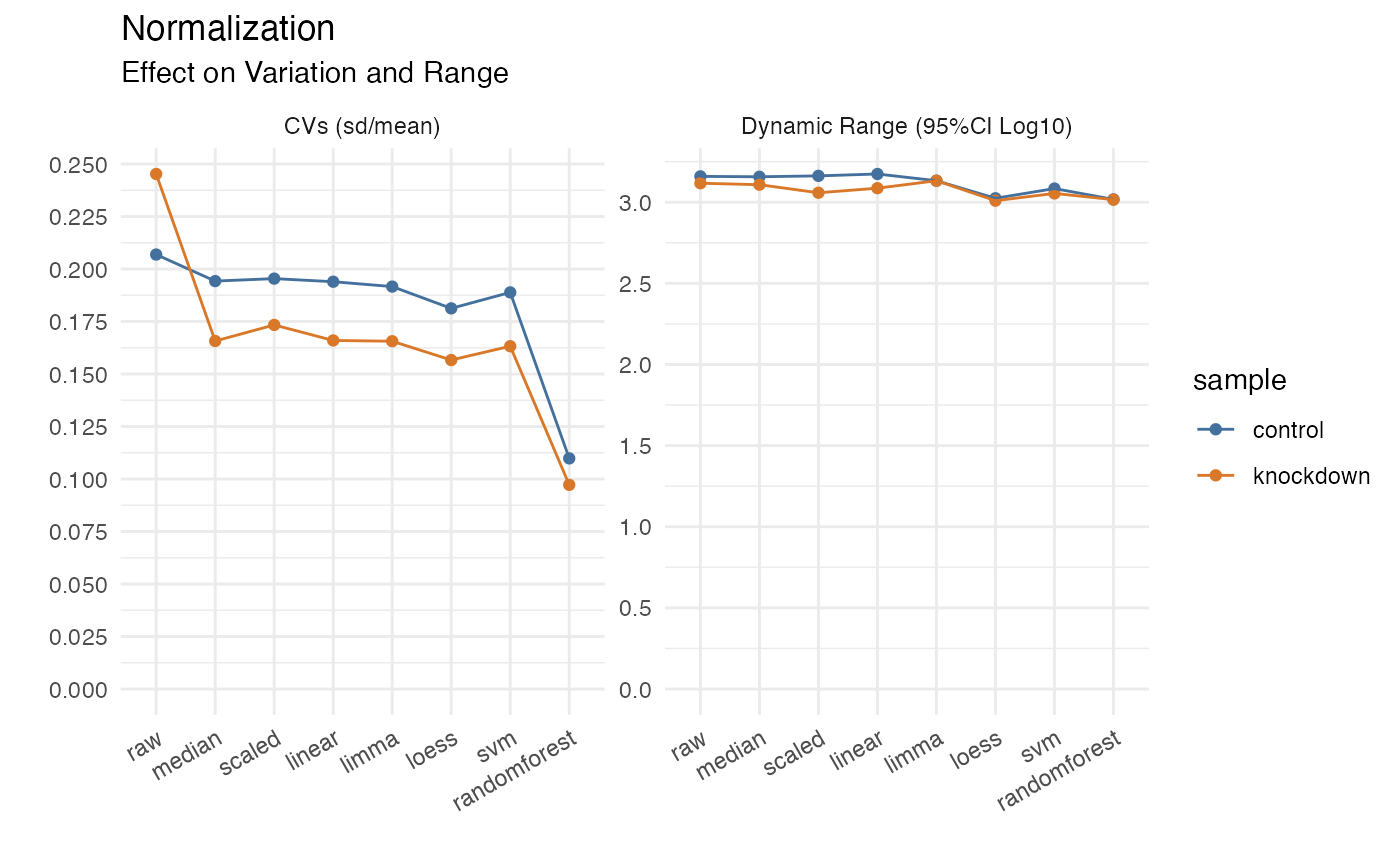 Normalization
Effect on Variation and Range
CVs (sd/mean)
0.250
0.225
0.200
0.175
0.150
0.125
0.100
0.075
0.050
0.025
0.000
raw
median
scaled
linear
limma
loess
svm
randomforest
Dynamic Range (95%CI Log10)
3.0
2.5
2.0
1.5
1.0
0.5
0.0
raw
median
scaled
linear
limma
loess
svm
randomforest
sample
control
knockdown